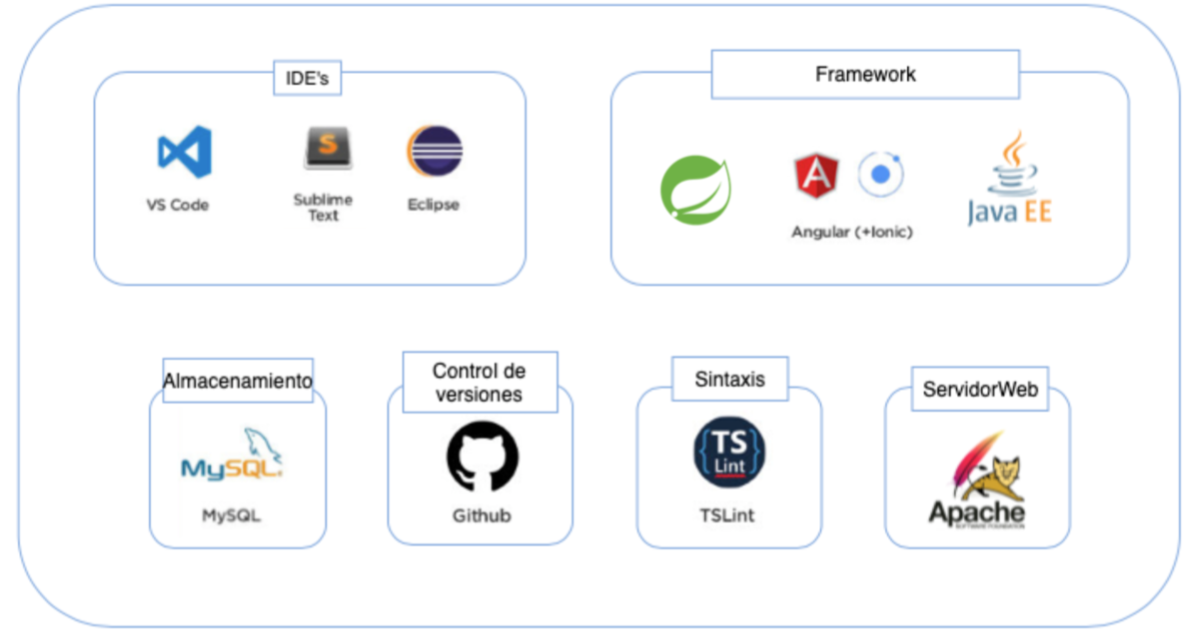 IDE's
VS Code
S
Sublime
Text
Eclipse
Framework
A
Angular (+Ionic)
Java EE
Almacenamiento
MySQL
MySQL
Control de
versiones
Github
Sintaxis
{TS}
Lint
TSLint
ServidorWeb
Apache
SOFTWARE FOUNDATION